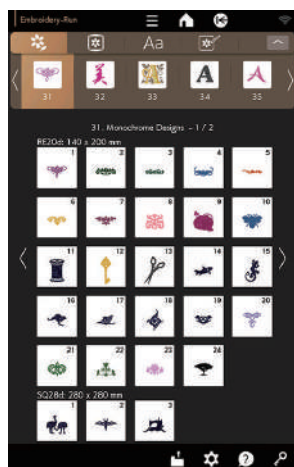 Embroidery-Run
Aa
31 32 33 34 35
31. Monochrome Designs - 1 / 2
RE20d: 140 x 200 mm
1 2 3 4 5
6 7 8 9 10
11 12 13 14 15
16 17 18 19 20
21 22 23 24
SQ28d: 280 x 280 mm
1 2 3